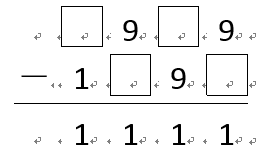 □ 9 □ 9
— 1 □ 9 □
1 1 1 1